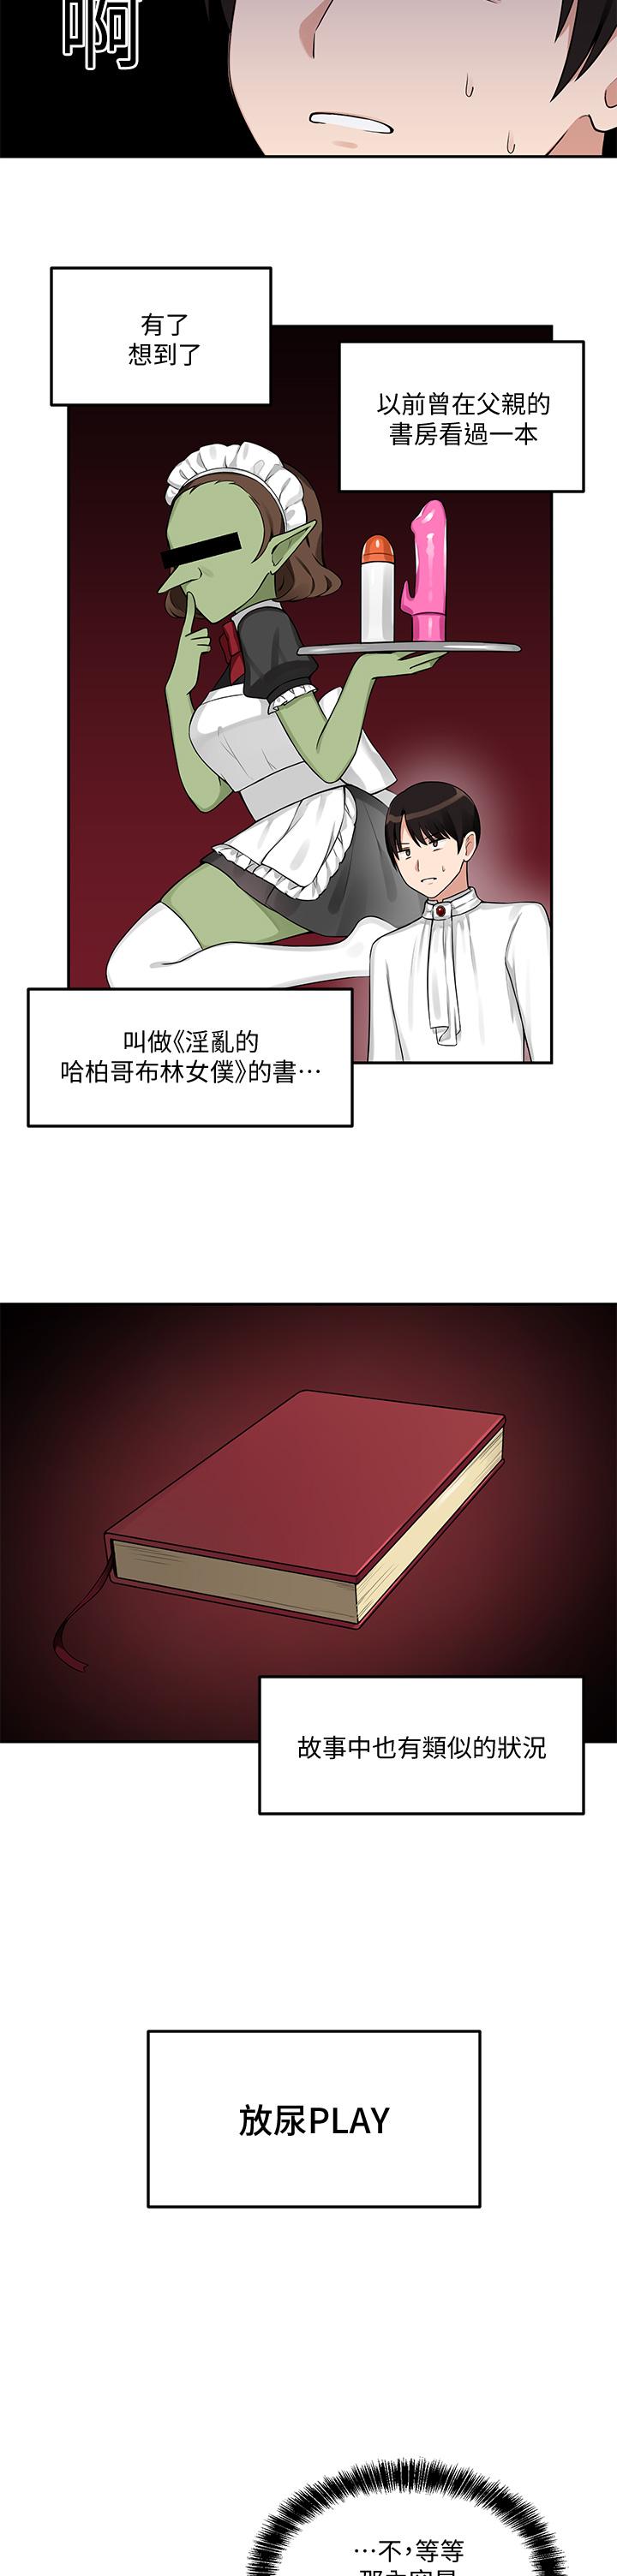 啊
有了
想到了
以前曾在父親的
書房看過一本
叫做《淫亂的
哈柏哥布林女僕》的書…
故事中也有類似的狀況
放尿PLAY
…不，等等